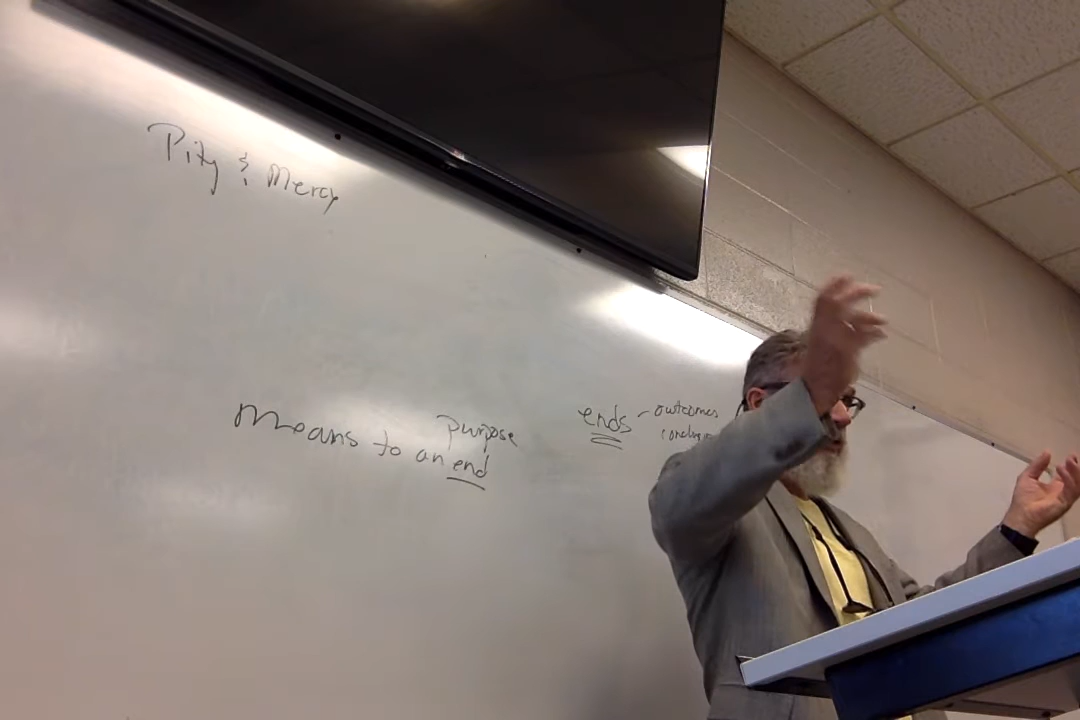 Pity & Mercy
purpose
Means to an end
ends - outcomes